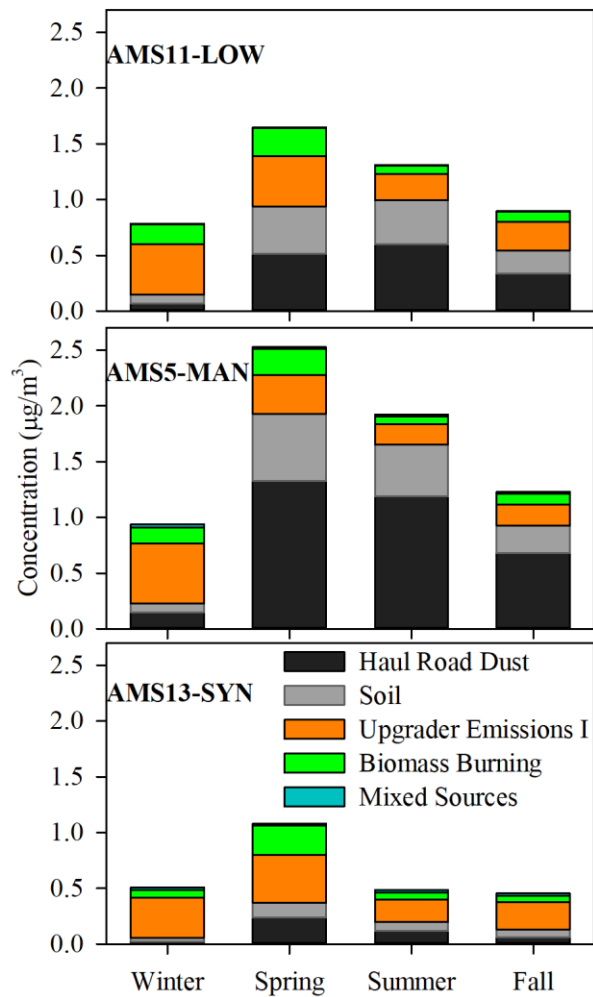 2.5
AMS11-LOW
2.0
1.5
1.0
0.5
0.0
2.5
AMS5-MAN
2.0
1.5
1.0
0.5
0.0
Concentration (μg/m³)
2.5
AMS13-SYN
2.0
1.5
1.0
0.5
0.0
Haul Road Dust
Soil
Upgrader Emissions I
Biomass Burning
Mixed Sources
Winter Spring Summer Fall